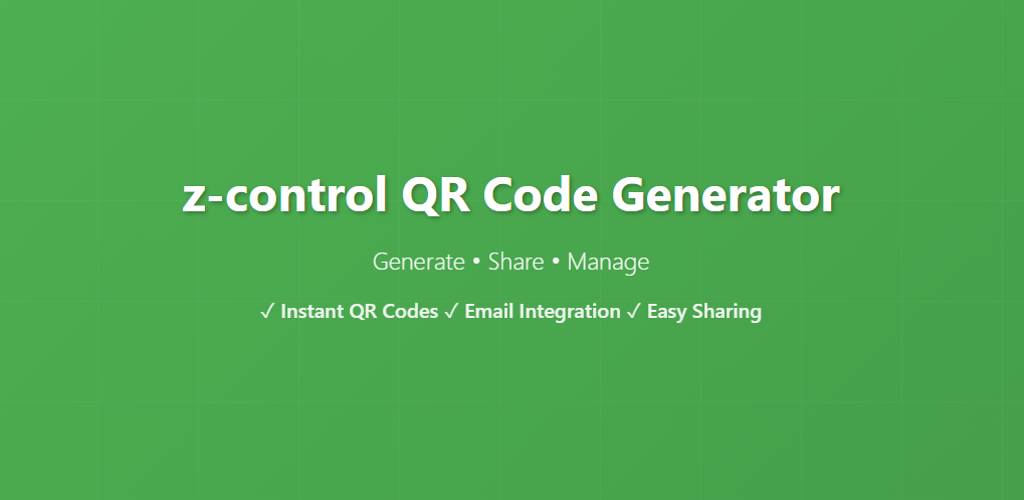 z-control QR Code Generator
Generate • Share • Manage
✓ Instant QR Codes ✓ Email Integration ✓ Easy Sharing